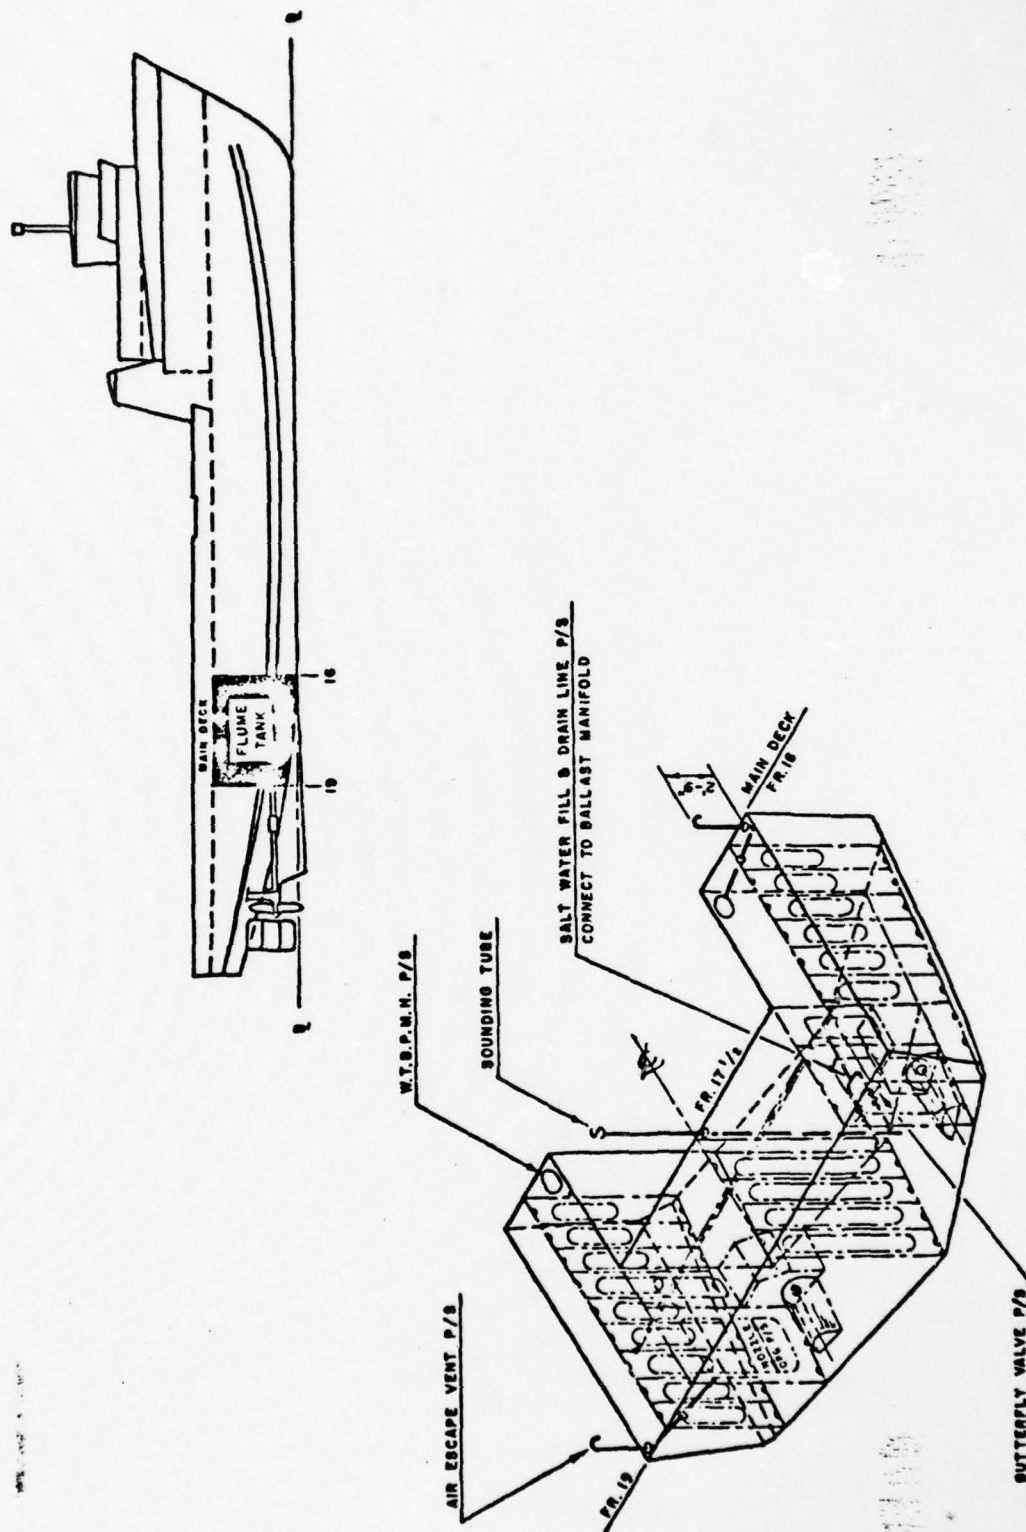 MAIN DECK
FLUME
TANK
19
16
W.T.B.P.M.H. P/S
SOUNDING TUBE
SALT WATER FILL & DRAIN LINE P/S
CONNECT TO BALLAST MANIFOLD
AIR ESCAPE VENT P/S
FR. 17 1/2
MAIN DECK
FR. 16
FR. 19
NOZZLE
BUTTERFLY VALVE P/S